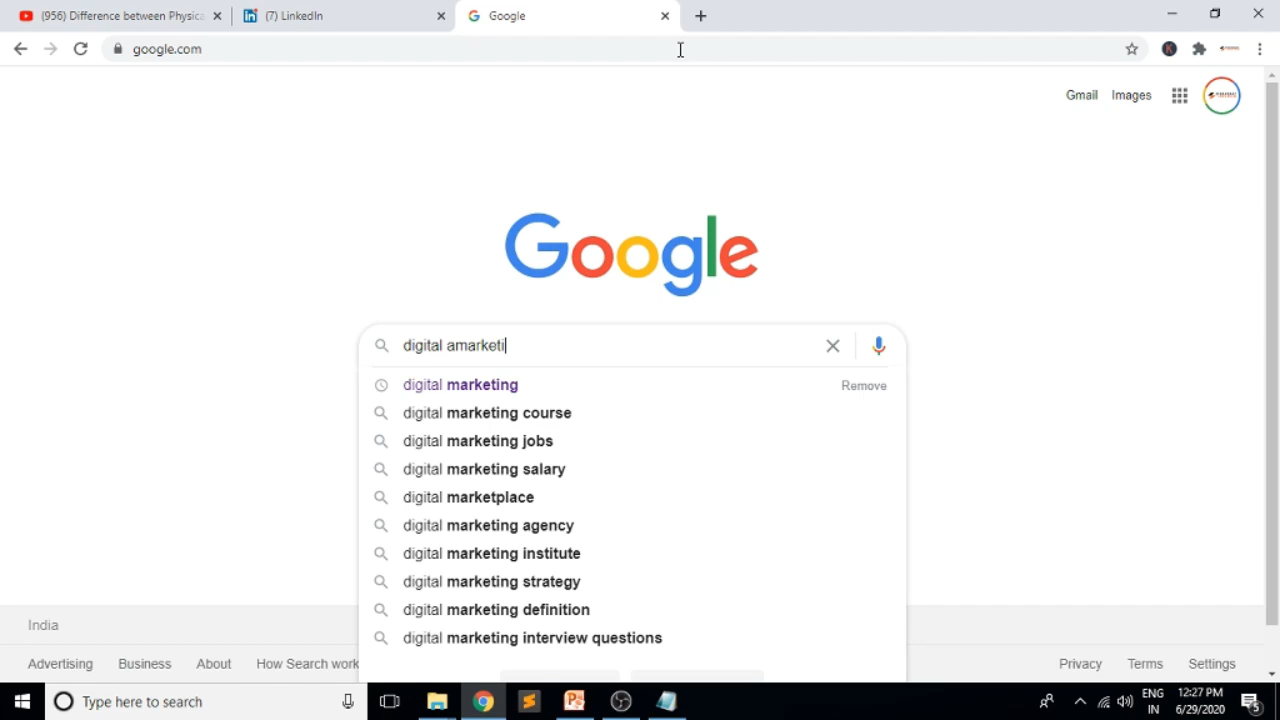 (956) Difference between Physica
(7) LinkedIn
Google
google.com
Gmail Images
Google
digital amarketi
digital marketing Remove
digital marketing course
digital marketing jobs
digital marketing salary
digital marketplace
digital marketing agency
digital marketing institute
digital marketing strategy
digital marketing definition
digital marketing interview questions
India
Advertising Business About How Search work Privacy Terms Settings
Type here to search
ENG 12:27 PM
IN 6/29/2020 5